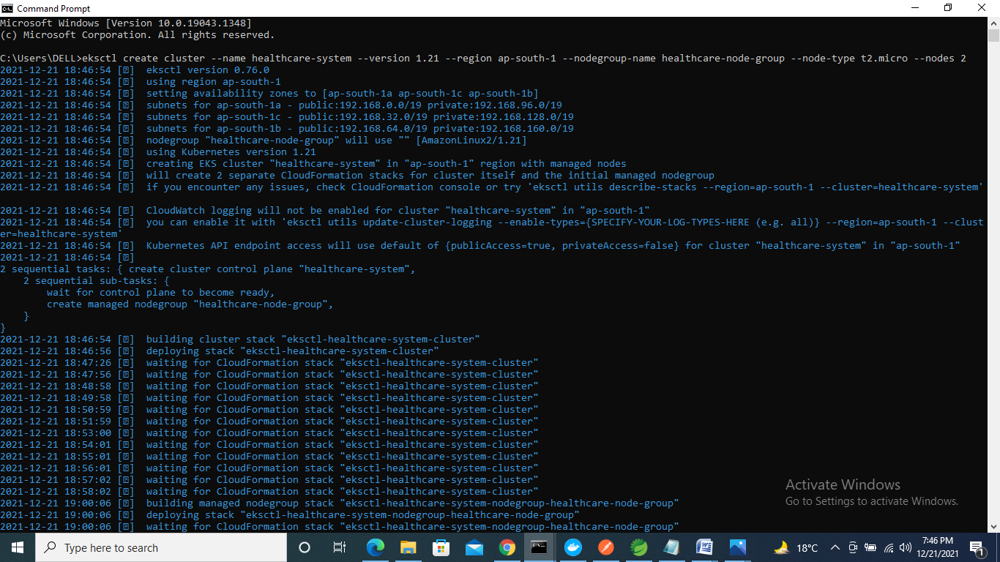 Command Prompt
Microsoft Windows [Version 10.0.19043.1348]
(c) Microsoft Corporation. All rights reserved.
C:\Users\DELL>eksctl create cluster --name healthcare-system --version 1.21 --region ap-south-1 --nodegroup-name healthcare-node-group --node-type t2.micro --nodes 2
2021-12-21 18:46:54 [?]  eksctl version 0.76.0
2021-12-21 18:46:54 [?]  using region ap-south-1
2021-12-21 18:46:54 [?]  setting availability zones to [ap-south-1a ap-south-1c ap-south-1b]
2021-12-21 18:46:54 [?]  subnets for ap-south-1a - public:192.168.0.0/19 private:192.168.96.0/19
2021-12-21 18:46:54 [?]  subnets for ap-south-1c - public:192.168.32.0/19 private:192.168.128.0/19
2021-12-21 18:46:54 [?]  subnets for ap-south-1b - public:192.168.64.0/19 private:192.168.160.0/19
2021-12-21 18:46:54 [?]  nodegroup "healthcare-node-group" will use "" [AmazonLinux2/1.21]
2021-12-21 18:46:54 [?]  using Kubernetes version 1.21
2021-12-21 18:46:54 [?]  creating EKS cluster "healthcare-system" in "ap-south-1" region with managed nodes
2021-12-21 18:46:54 [?]  will create 2 separate CloudFormation stacks for cluster itself and the initial managed nodegroup
2021-12-21 18:46:54 [?]  if you encounter any issues, check CloudFormation console or try 'eksctl utils describe-stacks --region=ap-south-1 --cluster=healthcare-system'
2021-12-21 18:46:54 [?]  CloudWatch logging will not be enabled for cluster "healthcare-system" in "ap-south-1"
2021-12-21 18:46:54 [?]  you can enable it with 'eksctl utils update-cluster-logging --enable-types={SPECIFY-YOUR-LOG-TYPES-HERE (e.g. all)} --region=ap-south-1 --clust
er=healthcare-system'
2021-12-21 18:46:54 [?]  Kubernetes API endpoint access will use default of {publicAccess=true, privateAccess=false} for cluster "healthcare-system" in "ap-south-1"
2021-12-21 18:46:54 [?]
2 sequential tasks: { create cluster control plane "healthcare-system",
    2 sequential sub-tasks: {
        wait for control plane to become ready,
        create managed nodegroup "healthcare-node-group",
    }
}
2021-12-21 18:46:54 [?]  building cluster stack "eksctl-healthcare-system-cluster"
2021-12-21 18:46:56 [?]  deploying stack "eksctl-healthcare-system-cluster"
2021-12-21 18:47:26 [?]  waiting for CloudFormation stack "eksctl-healthcare-system-cluster"
2021-12-21 18:47:56 [?]  waiting for CloudFormation stack "eksctl-healthcare-system-cluster"
2021-12-21 18:48:58 [?]  waiting for CloudFormation stack "eksctl-healthcare-system-cluster"
2021-12-21 18:49:58 [?]  waiting for CloudFormation stack "eksctl-healthcare-system-cluster"
2021-12-21 18:50:59 [?]  waiting for CloudFormation stack "eksctl-healthcare-system-cluster"
2021-12-21 18:51:59 [?]  waiting for CloudFormation stack "eksctl-healthcare-system-cluster"
2021-12-21 18:53:00 [?]  waiting for CloudFormation stack "eksctl-healthcare-system-cluster"
2021-12-21 18:54:01 [?]  waiting for CloudFormation stack "eksctl-healthcare-system-cluster"
2021-12-21 18:55:01 [?]  waiting for CloudFormation stack "eksctl-healthcare-system-cluster"
2021-12-21 18:56:01 [?]  waiting for CloudFormation stack "eksctl-healthcare-system-cluster"
2021-12-21 18:57:02 [?]  waiting for CloudFormation stack "eksctl-healthcare-system-cluster"
2021-12-21 18:58:02 [?]  waiting for CloudFormation stack "eksctl-healthcare-system-cluster"
2021-12-21 19:00:06 [?]  building managed nodegroup stack "eksctl-healthcare-system-nodegroup-healthcare-node-group"
2021-12-21 19:00:06 [?]  deploying stack "eksctl-healthcare-system-nodegroup-healthcare-node-group"
2021-12-21 19:00:06 [?]  waiting for CloudFormation stack "eksctl-healthcare-system-nodegroup-healthcare-node-group"
Activate Windows
Go to Settings to activate Windows.
Type here to search
18°C
7:46 PM
12/21/2021
1